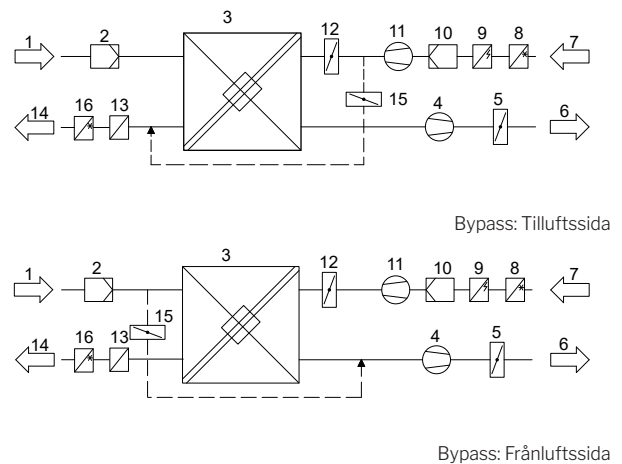 3
12 11 10 9 8
1 2 7
14 16 13 15 4 5 6
Bypass: Tilluftssida
3
12 11 10 9 8
1 2 7
15
14 16 13 4 5 6
Bypass: Frånluftssida